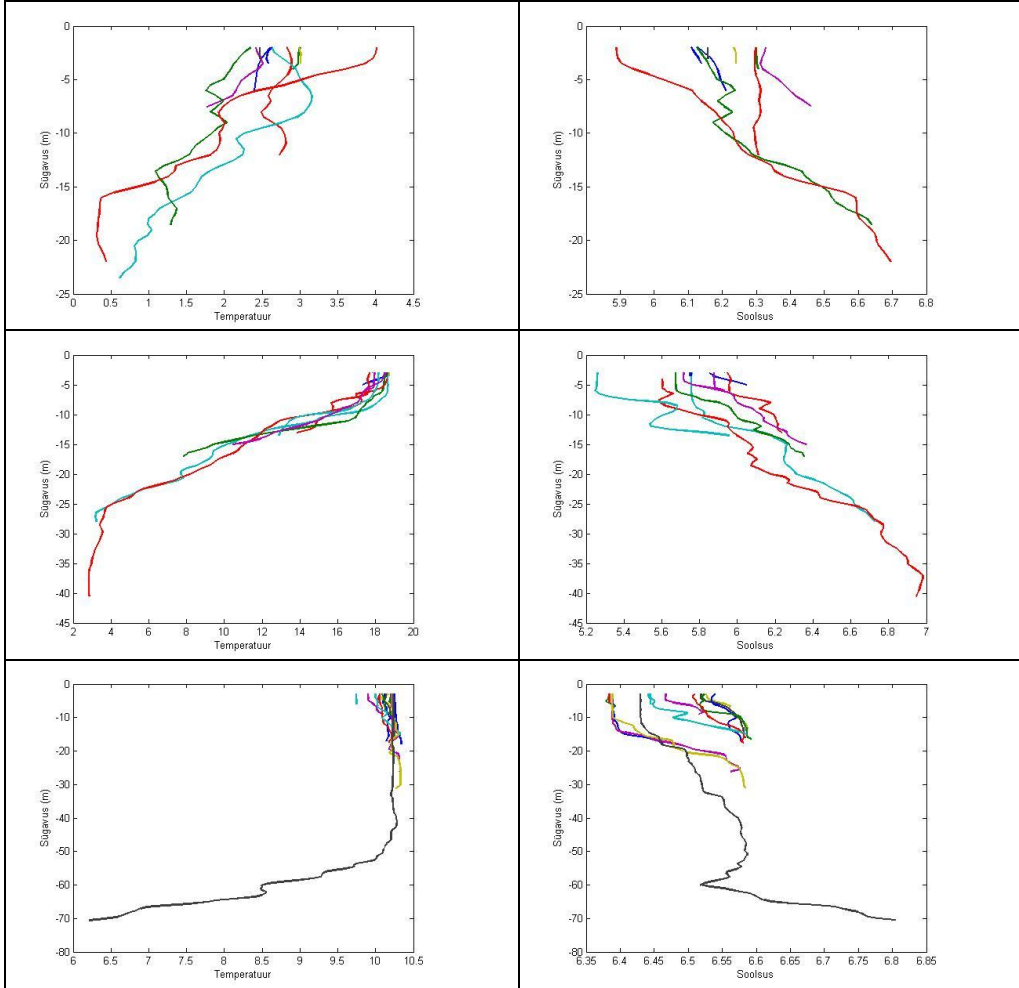 0
-5
-10
-15
-20
-25
0 0.5 1 1.5 2 2.5 3 3.5 4 4.5
Sügavus (m)
Temperatuur
0
-5
-10
-15
-20
-25
5.9 6 6.1 6.2 6.3 6.4 6.5 6.6 6.7 6.8
Sügavus (m)
Soolsus
0
-5
-10
-15
-20
-25
-30
-35
-40
-45
2 4 6 8 10 12 14 16 18 20
Sügavus (m)
Temperatuur
0
-5
-10
-15
-20
-25
-30
-35
-40
-45
5.2 5.4 5.6 5.8 6 6.2 6.4 6.6 6.8 7
Sügavus (m)
Soolsus
0
-10
-20
-30
-40
-50
-60
-70
-80
6 6.5 7 7.5 8 8.5 9 9.5 10 10.5
Sügavus (m)
Temperatuur
0
-10
-20
-30
-40
-50
-60
-70
-80
6.35 6.4 6.45 6.5 6.55 6.6 6.65 6.7 6.75 6.8 6.85
Sügavus (m)
Soolsus